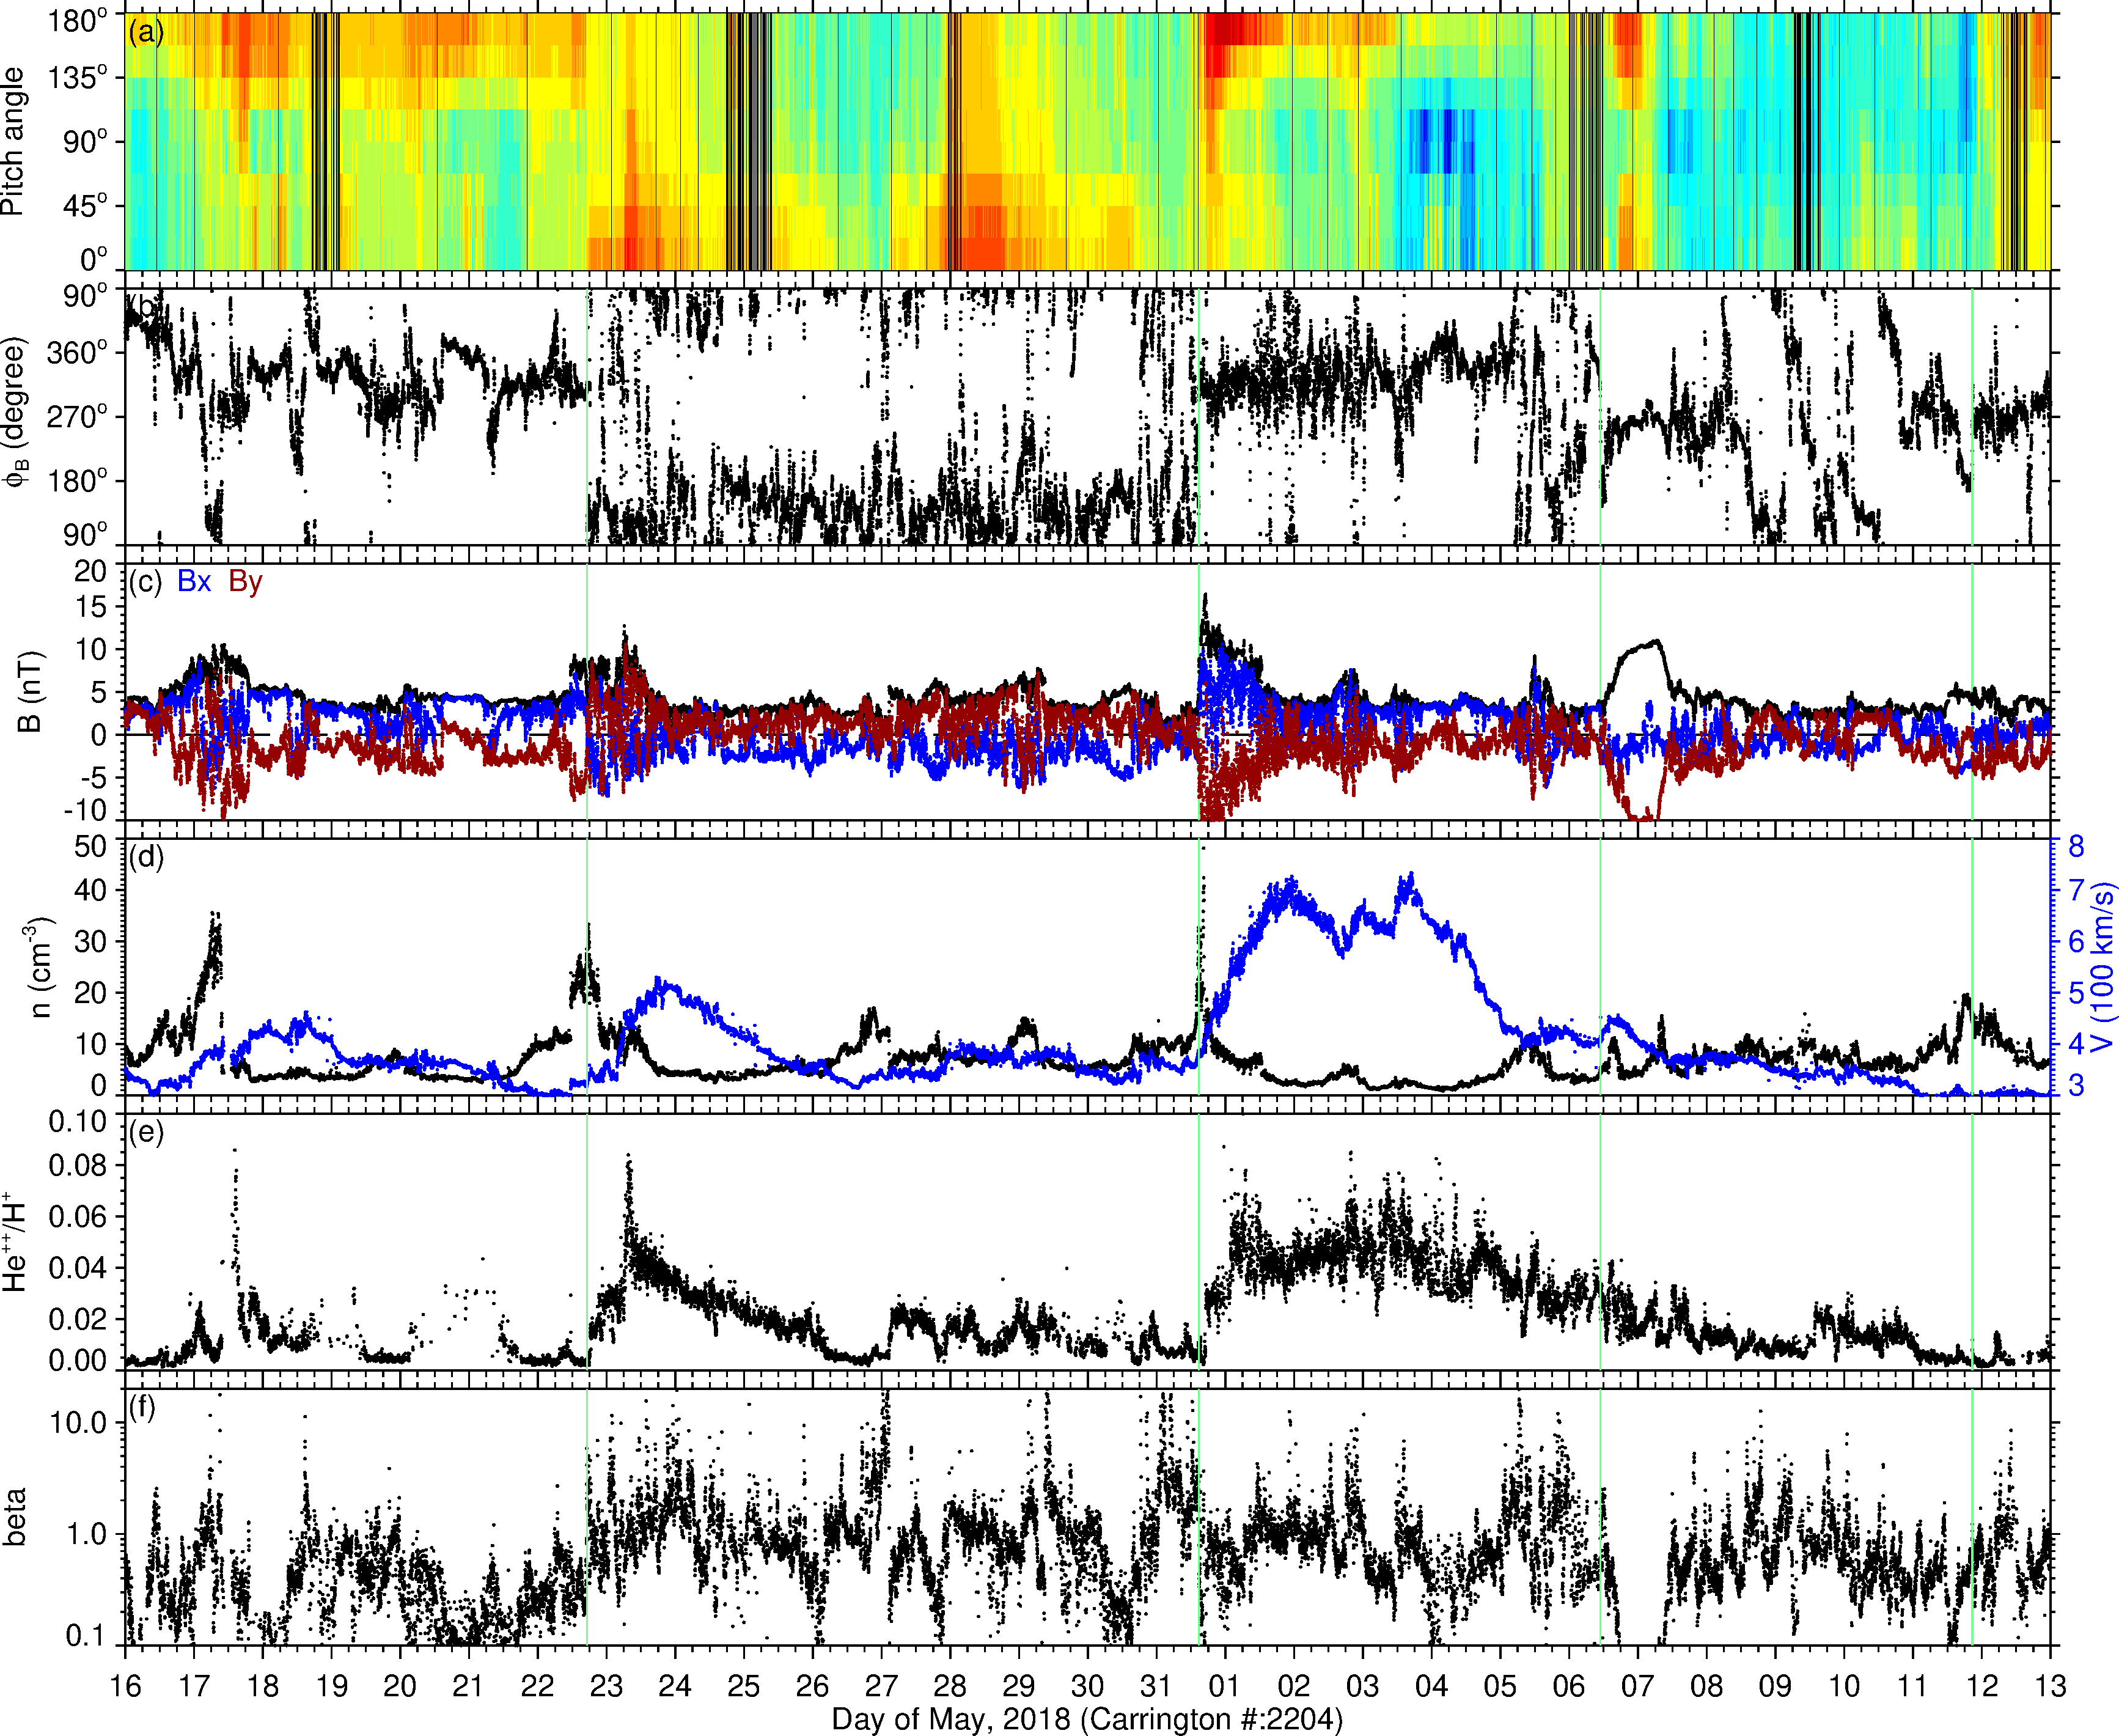 180°
135°
90°
45°
0°
Pitch angle
(a)
90°
360°
270°
180°
90°
ϕB (degree)
(b)
20
15
10
5
0
-5
-10
B (nT)
(c) Bx By
50
40
30
20
10
0
n (cm-3)
(d)
8
7
6
5
4
3
V (100 km/s)
0.10
0.08
0.06
0.04
0.02
0.00
He++/H+
(e)
10.0
1.0
0.1
beta
(f)
16 17 18 19 20 21 22 23 24 25 26 27 28 29 30 31 01 02 03 04 05 06 07 08 09 10 11 12 13
Day of May, 2018 (Carrington #:2204)